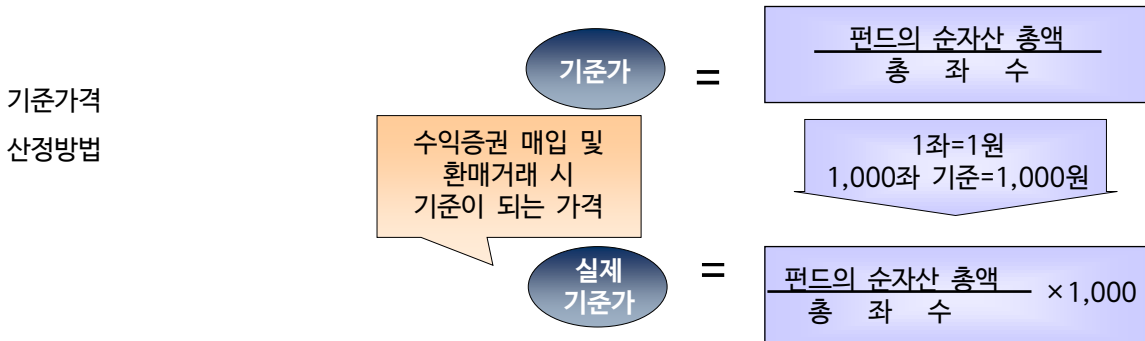 기준가격
산정방법
기준가
=
펀드의 순자산 총액
총 좌 수
수익증권 매입 및
환매거래 시
기준이 되는 가격
1좌=1원
1,000좌 기준=1,000원
실제
기준가
=
펀드의 순자산 총액
총 좌 수
×1,000